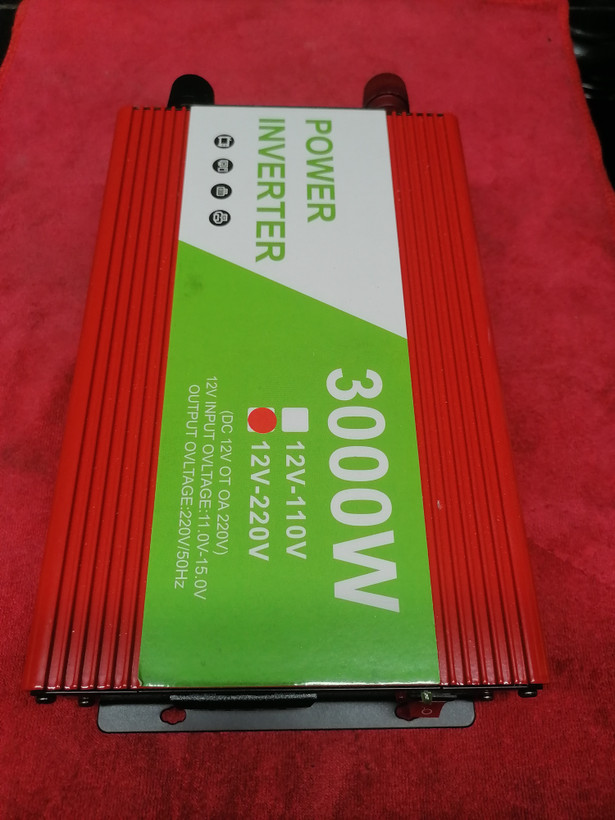 POWER
INVERTER
3000W
12V-110V
12V-220V
(DC 12V OT OA 220V)
12V INPUT OVLTAGE:11.0V-15.0V
OUTPUT OVLTAGE:220V/50Hz